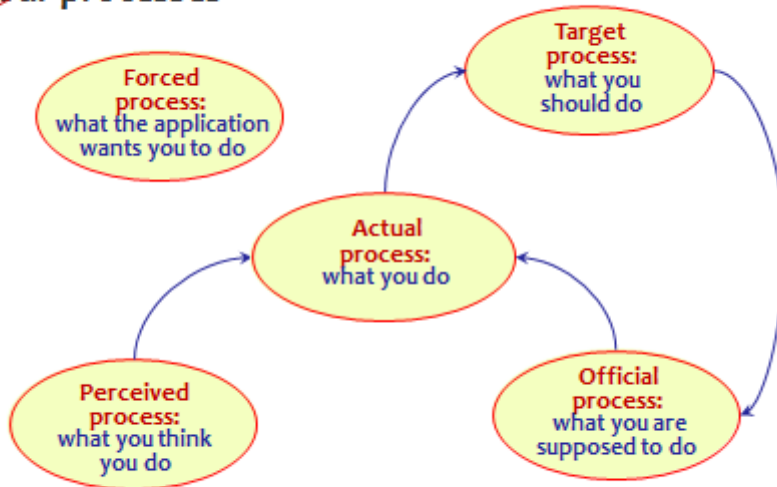 Forced
process:
what the application
wants you to do
Target
process:
what you
should do
Actual
process:
what you do
Perceived
process:
what you think
you do
Official
process:
what you are
supposed to do